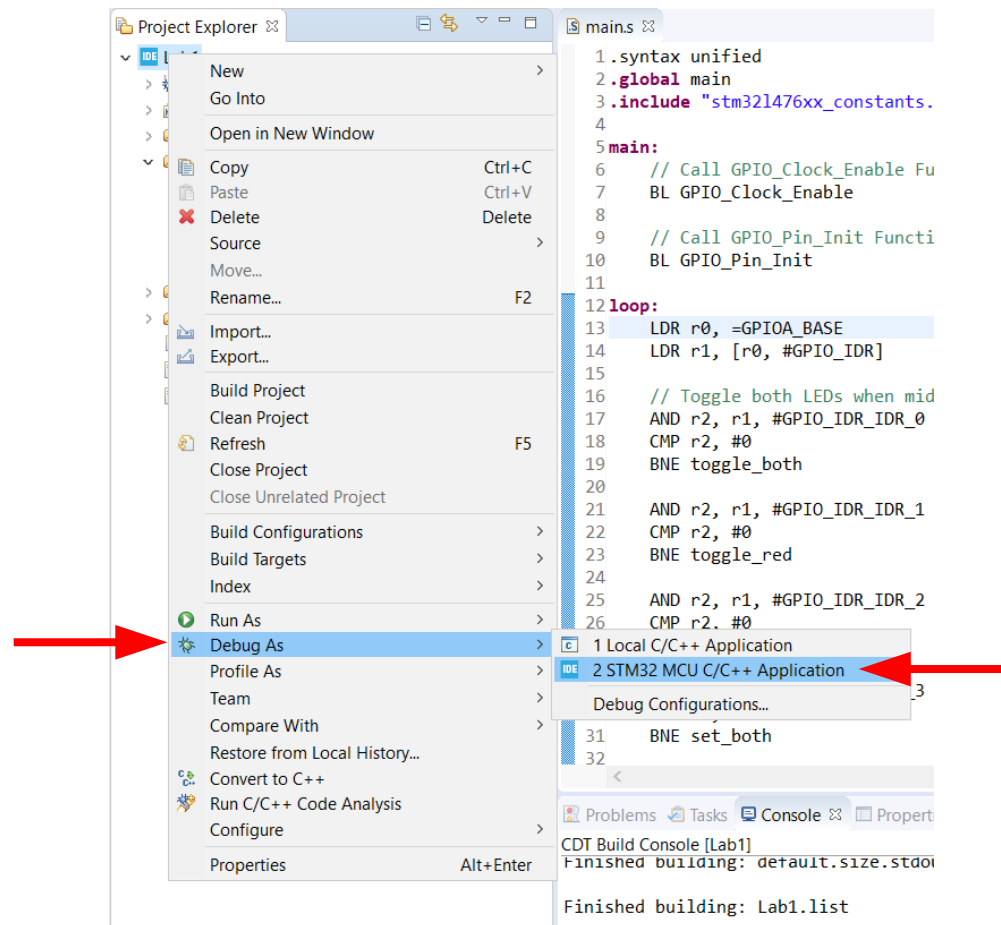 Project Explorer
IDE
New
Go Into
Open in New Window
Copy Ctrl+C
Paste Ctrl+V
Delete Delete
Source
Move...
Rename... F2
Import...
Export...
Build Project
Clean Project
Refresh F5
Close Project
Close Unrelated Project
Build Configurations
Build Targets
Index
Run As
Debug As
Profile As
Team
Compare With
Restore from Local History...
Convert to C++
Run C/C++ Code Analysis
Configure
Properties Alt+Enter
1 Local C/C++ Application
IDE 2 STM32 MCU C/C++ Application
Debug Configurations...
main.s
1 .syntax unified
2 .global main
3 .include "stm32l476xx_constants.
4
5 main:
6 // Call GPIO_Clock_Enable Fu
7 BL GPIO_Clock_Enable
8
9 // Call GPIO_Pin_Init Functi
10 BL GPIO_Pin_Init
11
12 loop:
13 LDR r0, =GPIOA_BASE
14 LDR r1, [r0, #GPIO_IDR]
15
16 // Toggle both LEDs when mid
17 AND r2, r1, #GPIO_IDR_IDR_0
18 CMP r2, #0
19 BNE toggle_both
20
21 AND r2, r1, #GPIO_IDR_IDR_1
22 CMP r2, #0
23 BNE toggle_red
24
25 AND r2, r1, #GPIO_IDR_IDR_2
26 CMP r2, #0
_3
31 BNE set_both
32
Problems Tasks Console Properti
CDT Build Console [Lab1]
Finished building: default.size.stdou
Finished building: Lab1.list